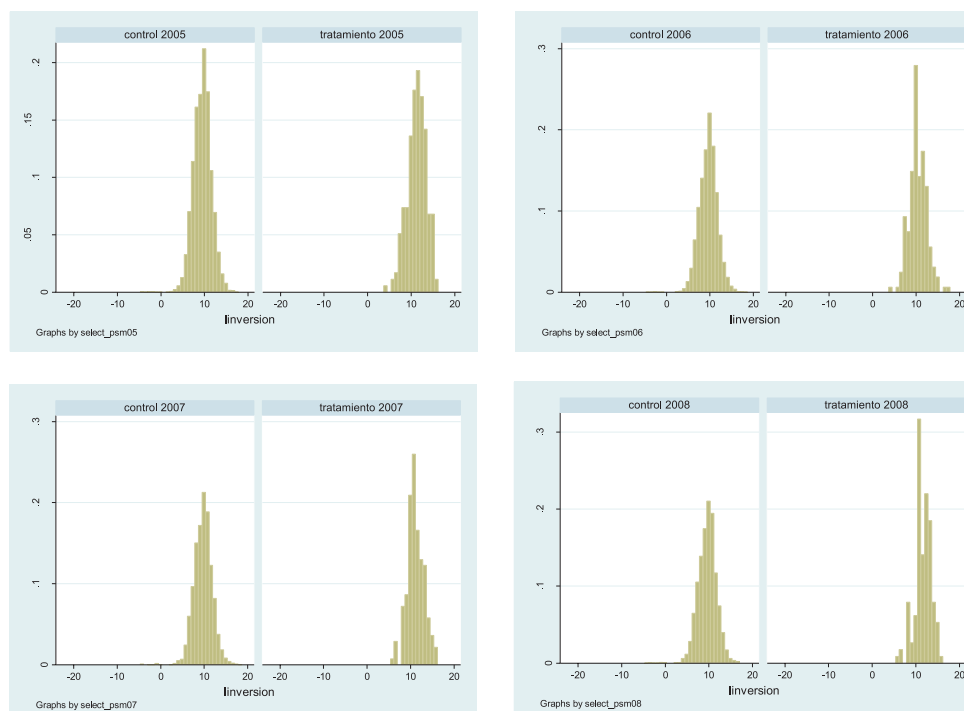 control 2005 tratamiento 2005
.2
.15
.1
.05
0
-20 -10 0 10 20 -20 -10 0 10 20
linversion
Graphs by select_psm05
control 2006 tratamiento 2006
.3
.2
.1
0
-20 -10 0 10 20 -20 -10 0 10 20
linversion
Graphs by select_psm06
control 2007 tratamiento 2007
.3
.2
.1
0
-20 -10 0 10 20 -20 -10 0 10 20
linversion
Graphs by select_psm07
control 2008 tratamiento 2008
.3
.2
.1
0
-20 -10 0 10 20 -20 -10 0 10 20
linversion
Graphs by select_psm08